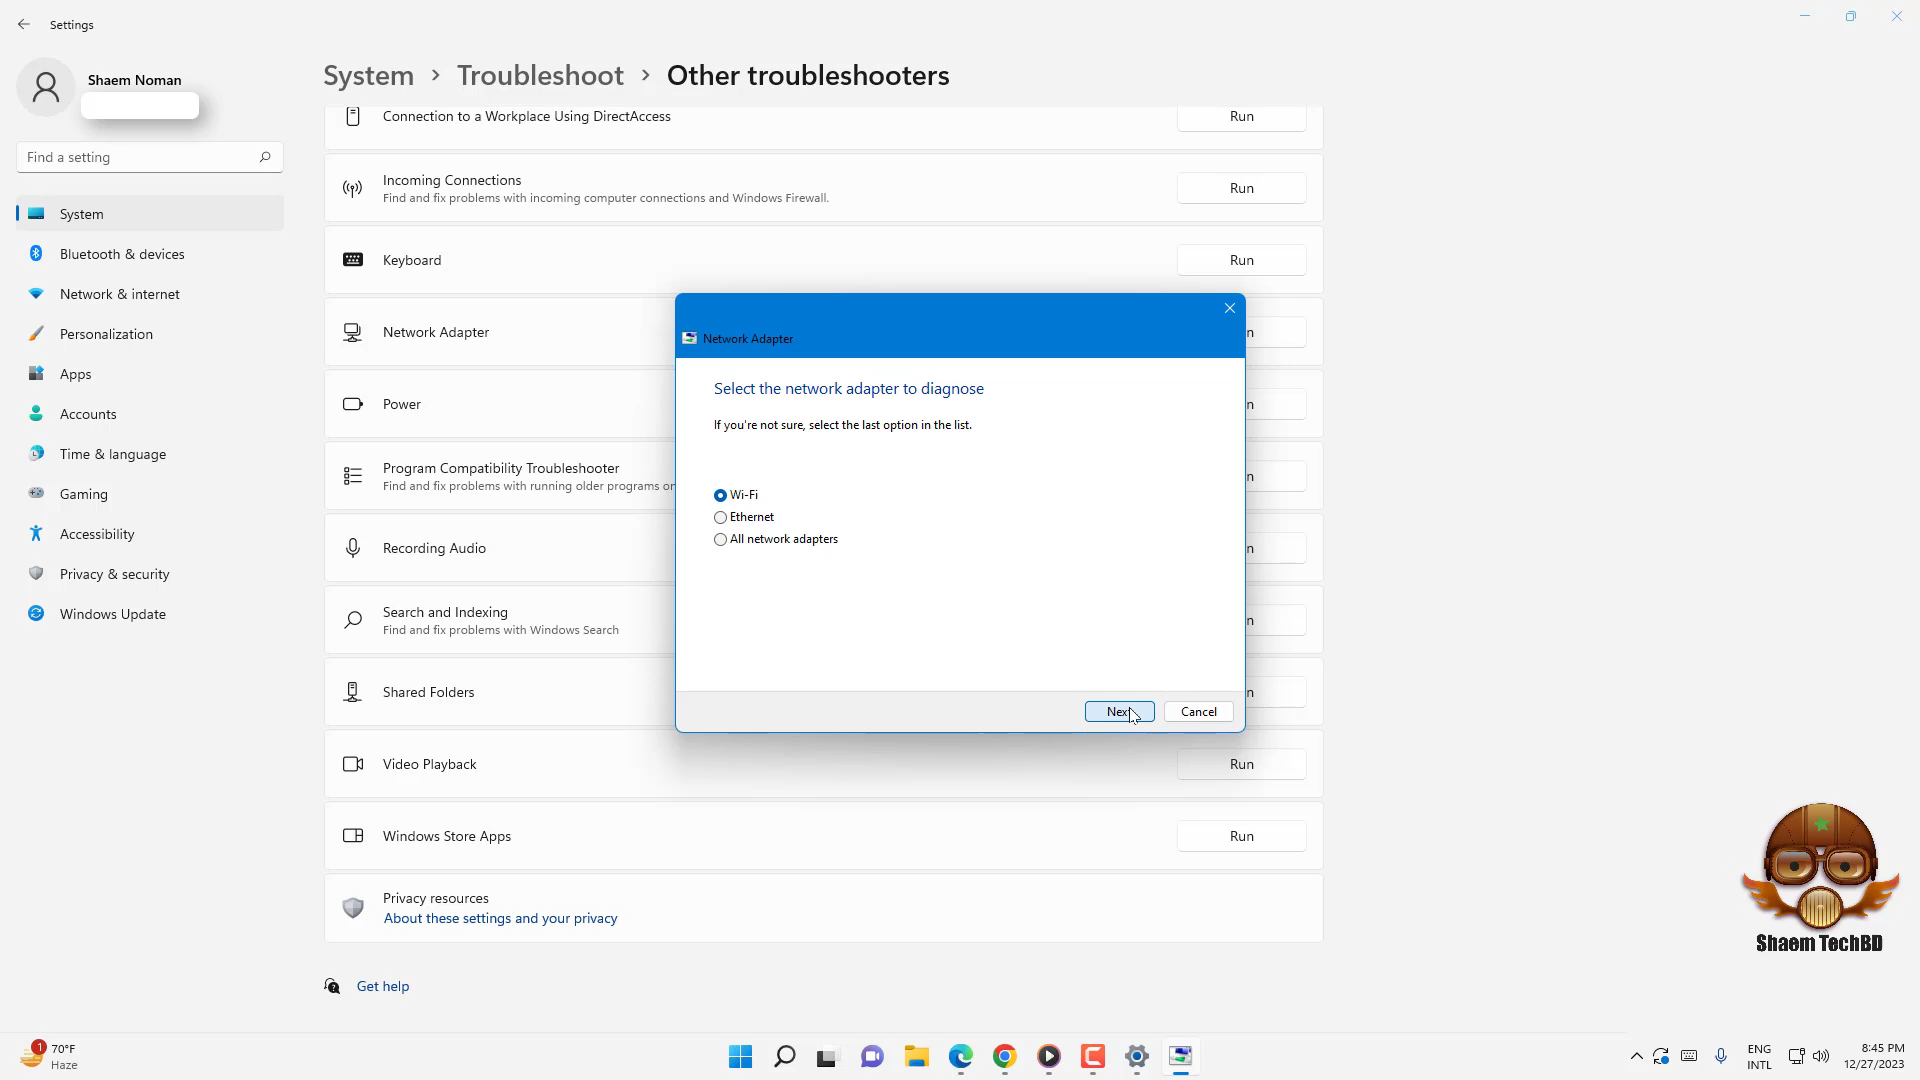 Settings
Shaem Noman
Find a setting
System
Bluetooth & devices
Network & internet
Personalization
Apps
Accounts
Time & language
Gaming
Accessibility
Privacy & security
Windows Update
System > Troubleshoot > Other troubleshooters
Connection to a Workplace Using DirectAccess
Run
Incoming Connections
Find and fix problems with incoming computer connections and Windows Firewall.
Run
Keyboard
Run
Network Adapter
Power
Program Compatibility Troubleshooter
Find and fix problems with running older programs
Recording Audio
Search and Indexing
Find and fix problems with Windows Search
Shared Folders
Video Playback
Run
Windows Store Apps
Run
Privacy resources
About these settings and your privacy
Get help
Network Adapter
Select the network adapter to diagnose
If you're not sure, select the last option in the list.
Wi-Fi
Ethernet
All network adapters
Next
Cancel
Shaem TechBD
1
70°F
Haze
ENG
INTL
8:45 PM
12/27/2023